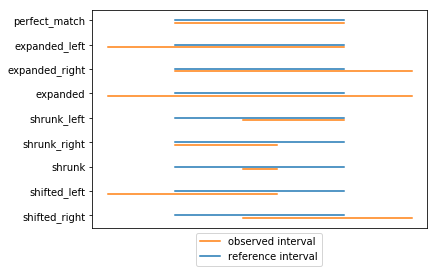 perfect_match
expanded_left
expanded_right
expanded
shrunk_left
shrunk_right
shrunk
shifted_left
shifted_right
observed interval
reference interval